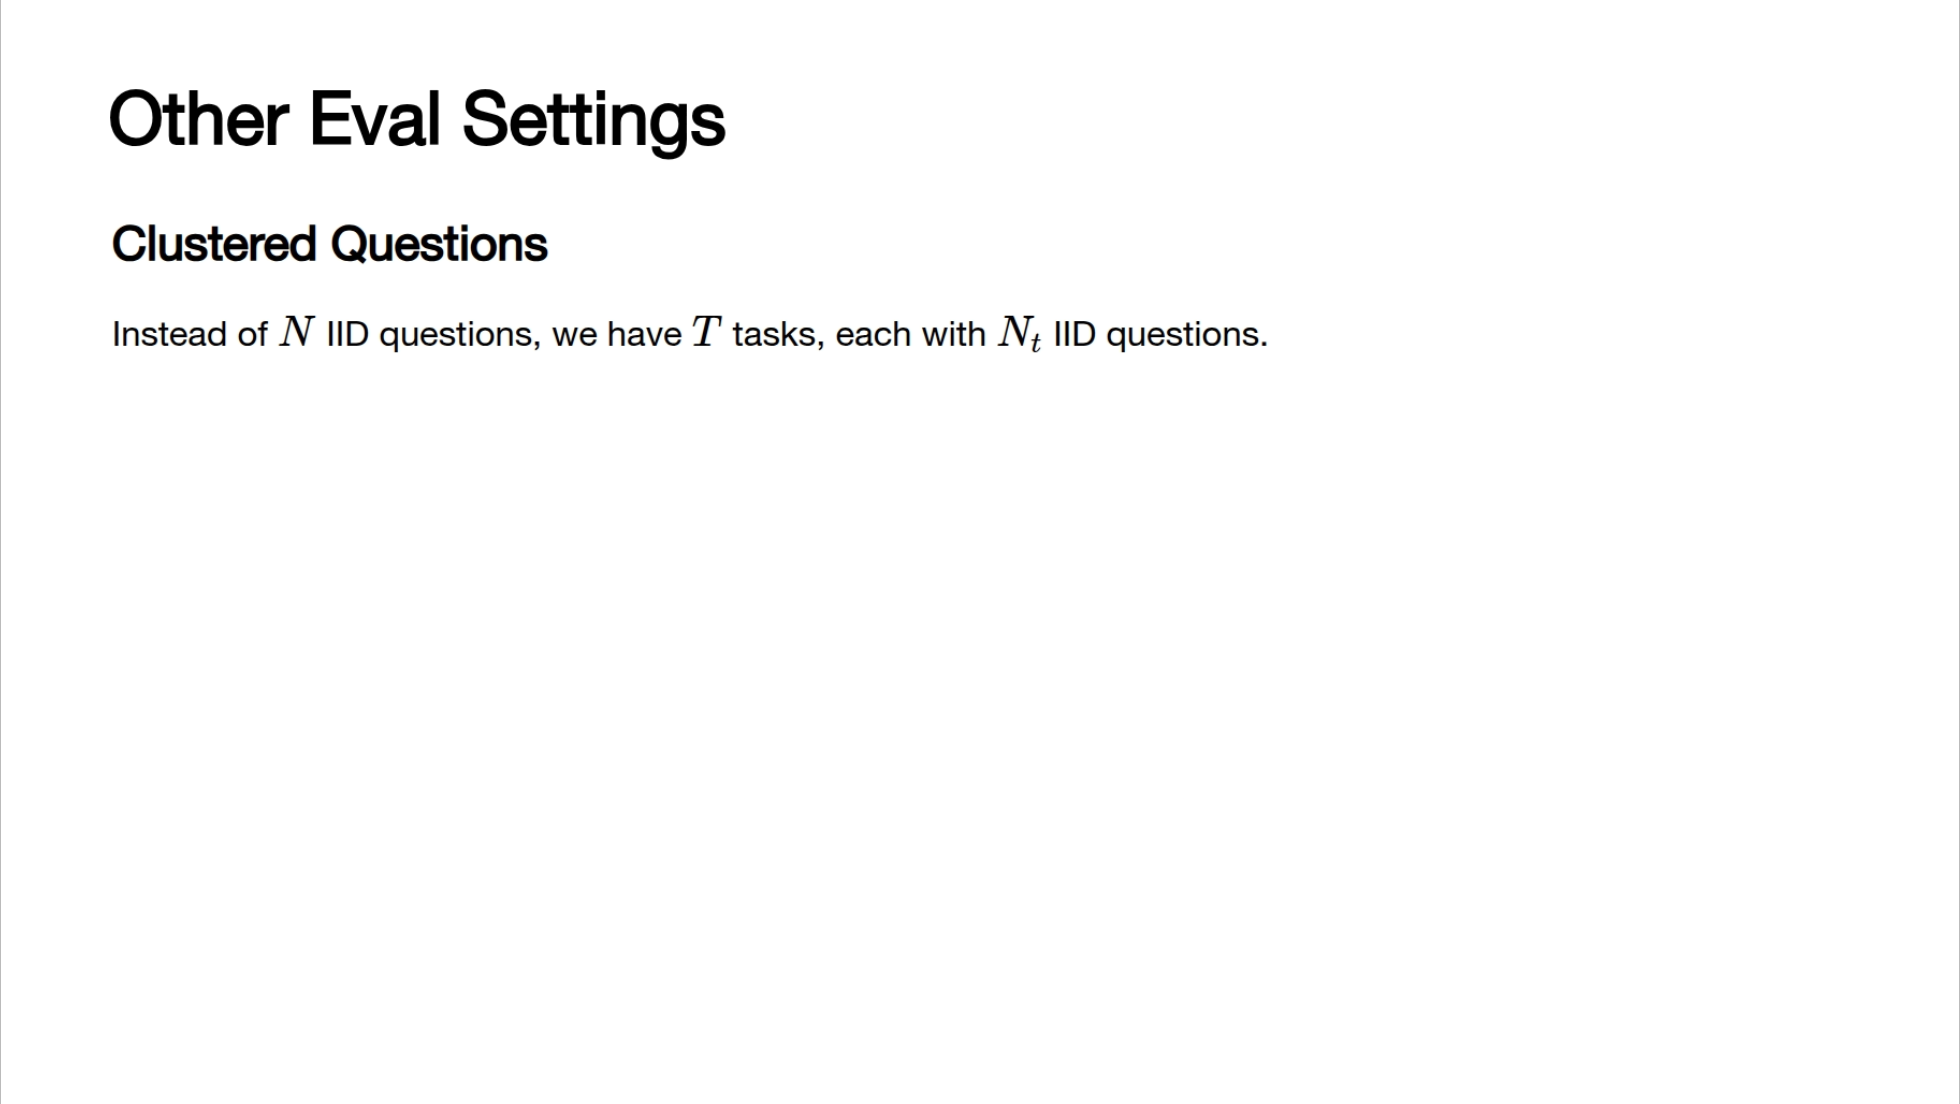 Other Eval Settings
Clustered Questions
Instead of N IID questions, we have T tasks, each with N_t IID questions.